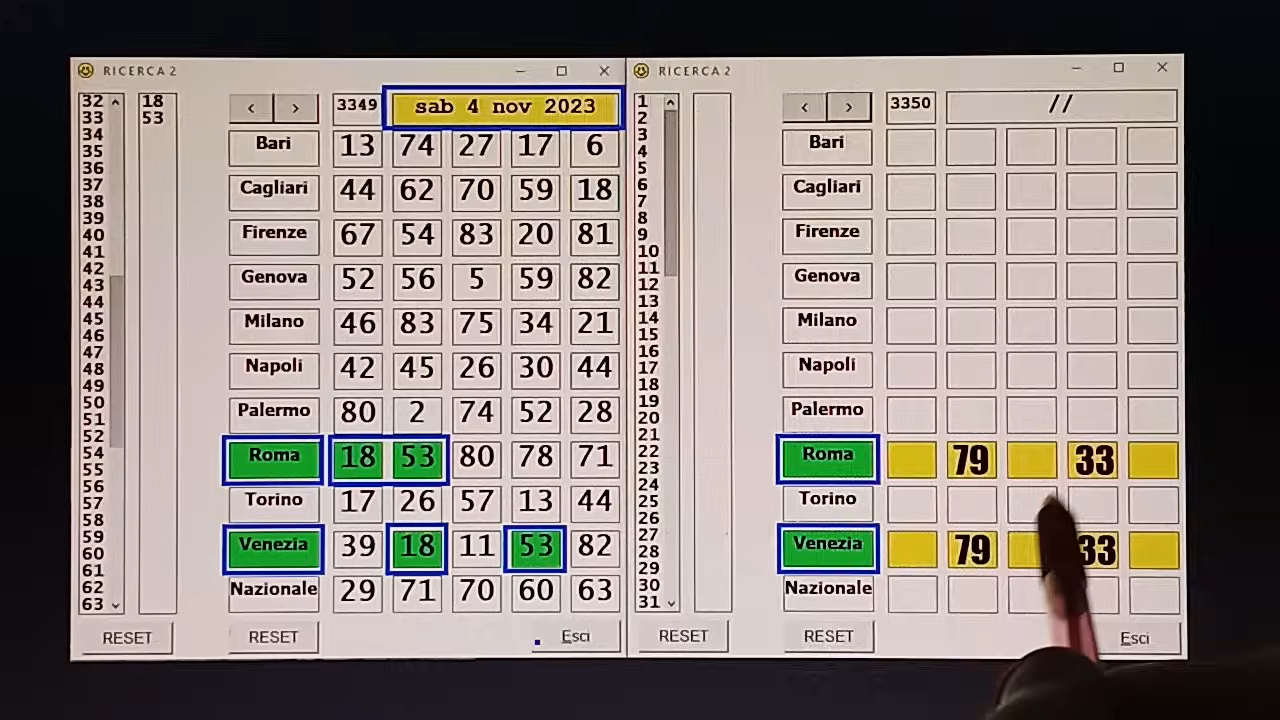 RICERCA 2
32 18
33 53
34
35
36
37
38
39
40
41
42
43
44
45
46
47
48
49
50
51
52
53
54
55
56
57
58
59
60
61
62
63
RESET
< > 3349 sab 4 nov 2023
Bari 13 74 27 17 6
Cagliari 44 62 70 59 18
Firenze 67 54 83 20 81
Genova 52 56 5 59 82
Milano 46 83 75 34 21
Napoli 42 45 26 30 44
Palermo 80 2 74 52 28
Roma 18 53 80 78 71
Torino 17 26 57 13 44
Venezia 39 18 11 53 82
Nazionale 29 71 70 60 63
RESET Esci
RICERCA 2
1
2
3
4
5
6
7
8
9
10
11
12
13
14
15
16
17
18
19
20
21
22
23
24
25
26
27
28
29
30
31
RESET
< > 3350 //
Bari
Cagliari
Firenze
Genova
Milano
Napoli
Palermo
Roma 79 33
Torino
Venezia 79 33
Nazionale
RESET Esci